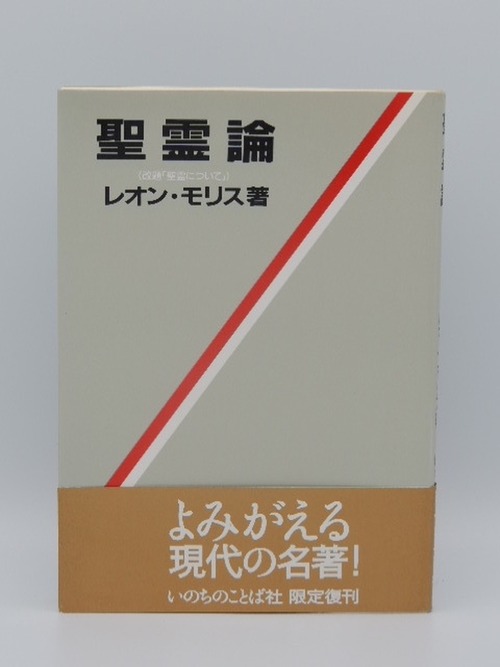 聖霊論
(改題「聖霊について」)
レオン・モリス著
よみがえる
現代の名著!
いのちのことば社 限定復刊